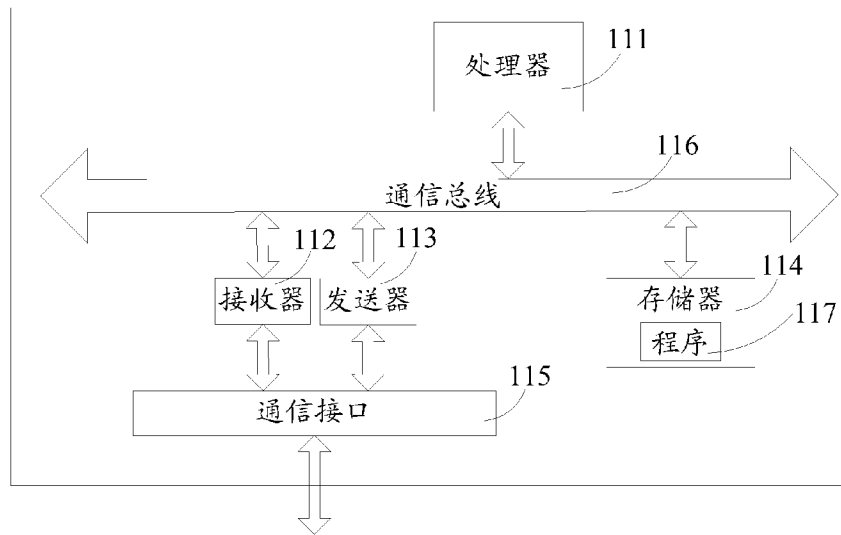 处理器
111
116
通信总线
112
113
接收器
发送器
存储器
114
程序
117
通信接口
115